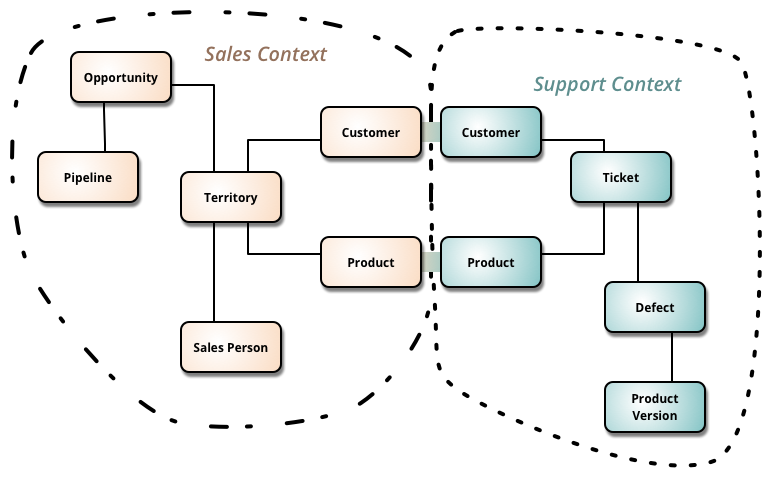 Sales Context
Opportunity
Pipeline
Territory
Customer
Product
Sales Person
Support Context
Customer
Ticket
Product
Defect
Product
Version